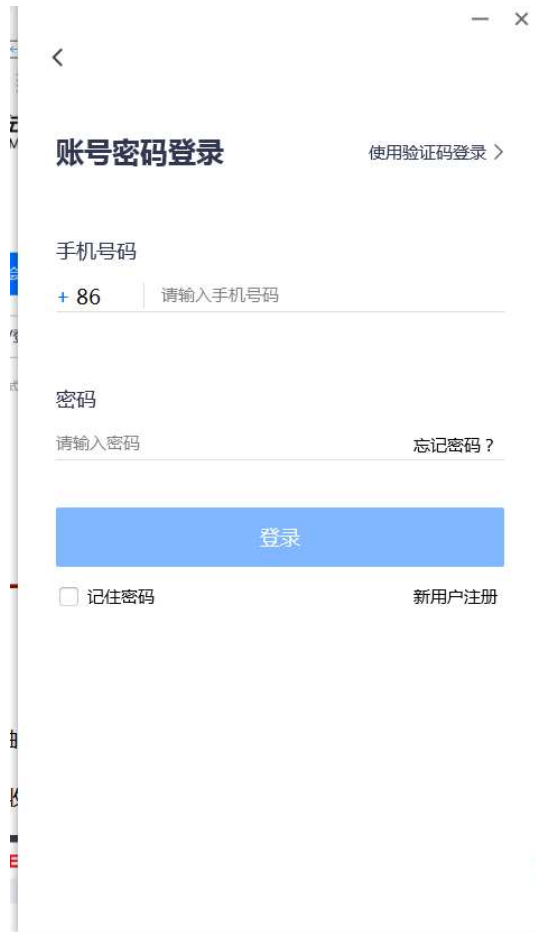 账号密码登录
使用验证码登录
手机号码
+ 86 请输入手机号码
密码
请输入密码 忘记密码？
登录
记住密码 新用户注册